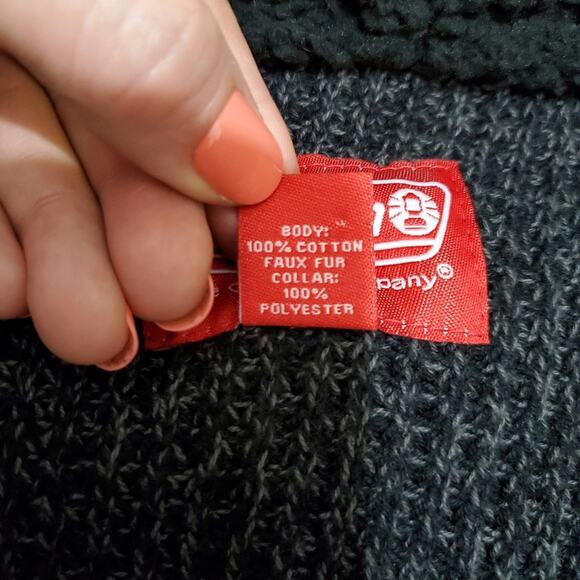 BODY:
100% COTTON
FAUX FUR
COLLAR:
100%
POLYESTER
pany®